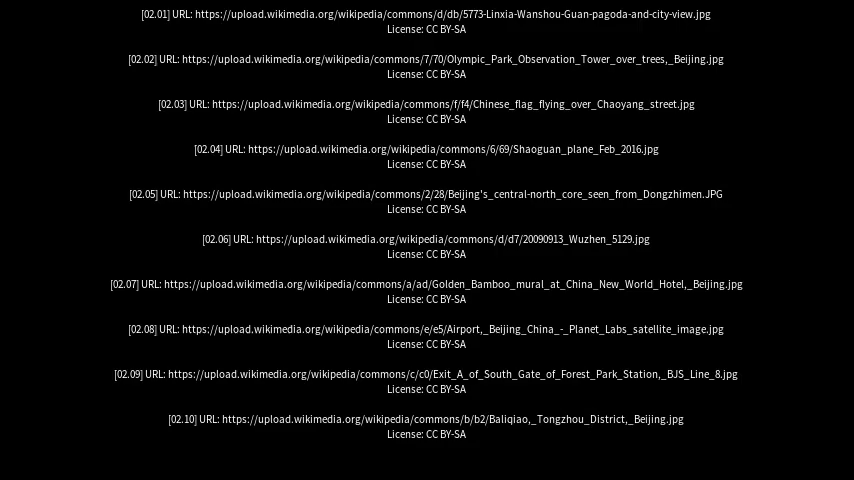 [02.01] URL: https://upload.wikimedia.org/wikipedia/commons/d/db/5773-Linxia-Wanshou-Guan-pagoda-and-city-view.jpg
License: CC BY-SA
[02.02] URL: https://upload.wikimedia.org/wikipedia/commons/7/70/Olympic_Park_Observation_Tower_over_trees,_Beijing.jpg
License: CC BY-SA
[02.03] URL: https://upload.wikimedia.org/wikipedia/commons/f/f4/Chinese_flag_flying_over_Chaoyang_street.jpg
License: CC BY-SA
[02.04] URL: https://upload.wikimedia.org/wikipedia/commons/6/69/Shaoguan_plane_Feb_2016.jpg
License: CC BY-SA
[02.05] URL: https://upload.wikimedia.org/wikipedia/commons/2/28/Beijing's_central-north_core_seen_from_Dongzhimen.JPG
License: CC BY-SA
[02.06] URL: https://upload.wikimedia.org/wikipedia/commons/d/d7/20090913_Wuzhen_5129.jpg
License: CC BY-SA
[02.07] URL: https://upload.wikimedia.org/wikipedia/commons/a/ad/Golden_Bamboo_mural_at_China_New_World_Hotel,_Beijing.jpg
License: CC BY-SA
[02.08] URL: https://upload.wikimedia.org/wikipedia/commons/e/e5/Airport,_Beijing_China_-_Planet_Labs_satellite_image.jpg
License: CC BY-SA
[02.09] URL: https://upload.wikimedia.org/wikipedia/commons/c/c0/Exit_A_of_South_Gate_of_Forest_Park_Station,_BJS_Line_8.jpg
License: CC BY-SA
[02.10] URL: https://upload.wikimedia.org/wikipedia/commons/b/b2/Baliqiao,_Tongzhou_District,_Beijing.jpg
License: CC BY-SA